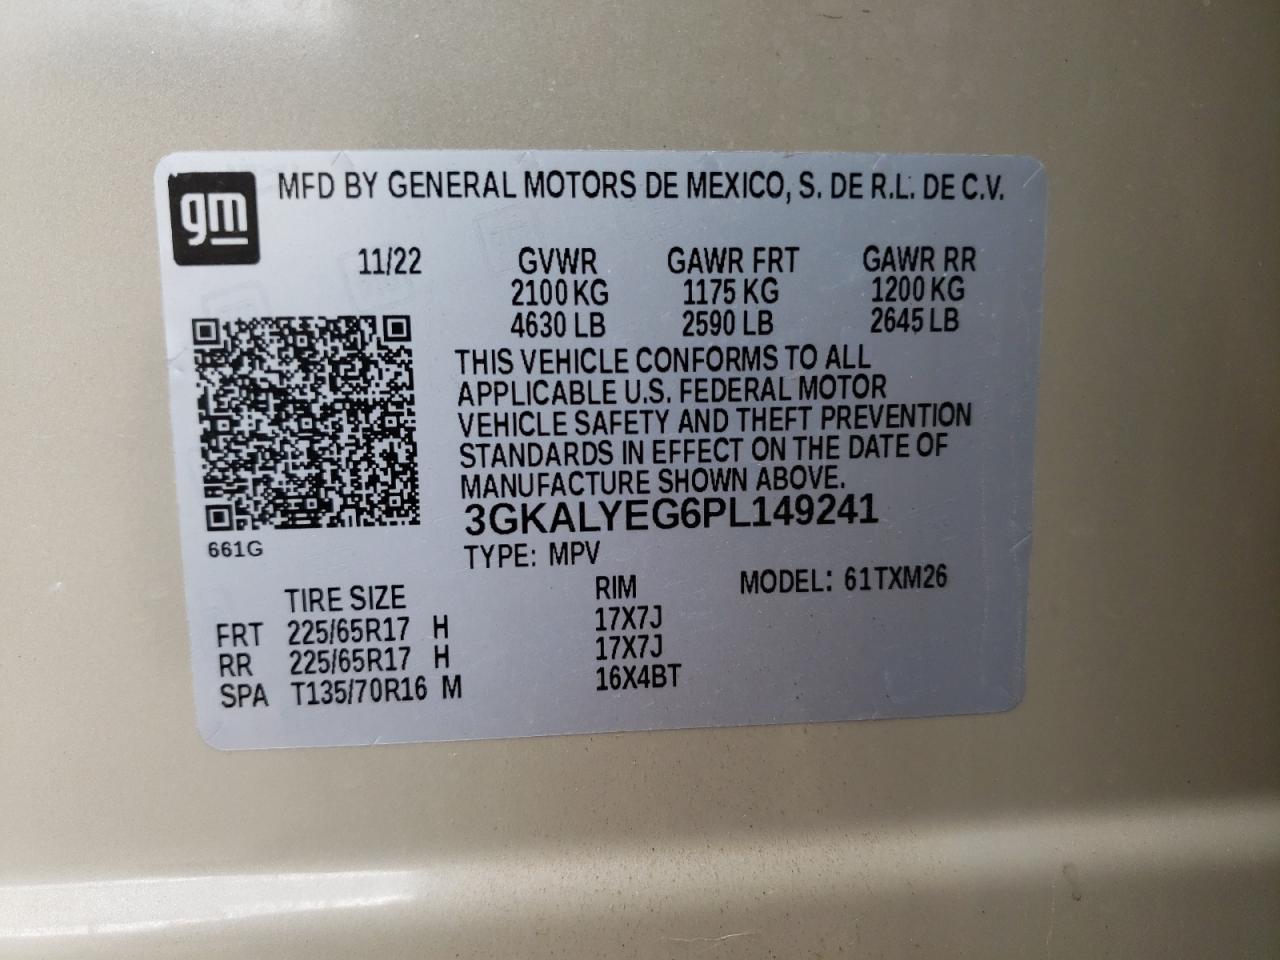 gm
MFD BY GENERAL MOTORS DE MEXICO, S. DE R.L. DE C.V.
11/22 GVWR GAWR FRT GAWR RR
2100 KG 1175 KG 1200 KG
4630 LB 2590 LB 2645 LB
THIS VEHICLE CONFORMS TO ALL
APPLICABLE U.S. FEDERAL MOTOR
VEHICLE SAFETY AND THEFT PREVENTION
STANDARDS IN EFFECT ON THE DATE OF
MANUFACTURE SHOWN ABOVE.
3GKALYEG6PL149241
661G
TYPE: MPV
TIRE SIZE RIM MODEL: 61TXM26
FRT 225/65R17 H 17X7J
RR 225/65R17 H 17X7J
SPA T135/70R16 M 16X4BT